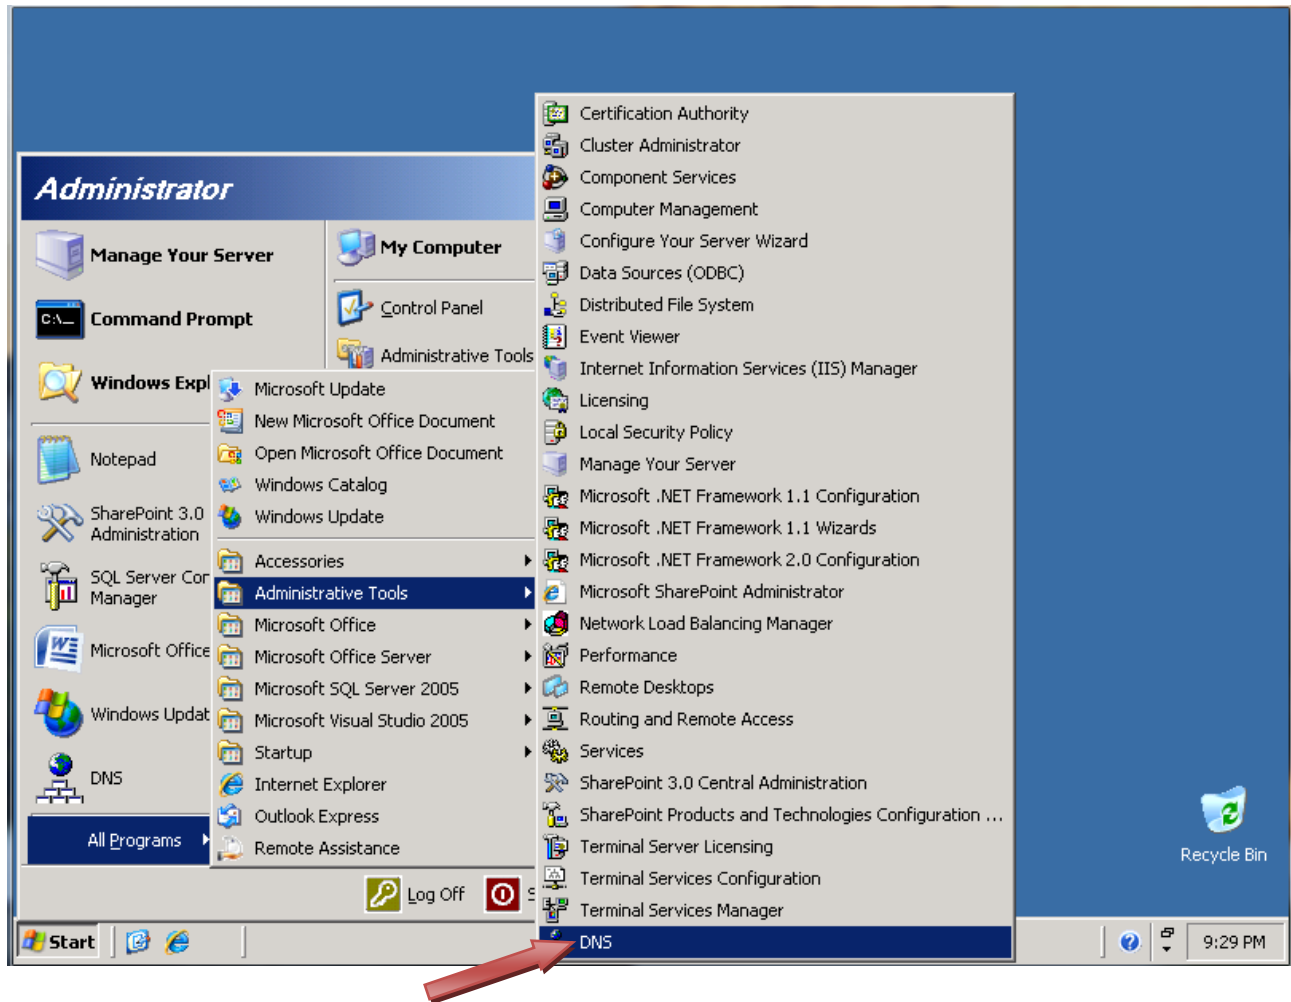 Administrator
Manage Your Server
Command Prompt
Windows Expl
Notepad
SharePoint 3.0
Administration
SQL Server Cor
Manager
Microsoft Office
Windows Updat
DNS
All Programs
My Computer
Control Panel
Administrative Tools
Microsoft Update
New Microsoft Office Document
Open Microsoft Office Document
Windows Catalog
Windows Update
Accessories
Administrative Tools
Microsoft Office
Microsoft Office Server
Microsoft SQL Server 2005
Microsoft Visual Studio 2005
Startup
Internet Explorer
Outlook Express
Remote Assistance
Certification Authority
Cluster Administrator
Component Services
Computer Management
Configure Your Server Wizard
Data Sources (ODBC)
Distributed File System
Event Viewer
Internet Information Services (IIS) Manager
Licensing
Local Security Policy
Manage Your Server
Microsoft .NET Framework 1.1 Configuration
Microsoft .NET Framework 1.1 Wizards
Microsoft .NET Framework 2.0 Configuration
Microsoft SharePoint Administrator
Network Load Balancing Manager
Performance
Remote Desktops
Routing and Remote Access
Services
SharePoint 3.0 Central Administration
SharePoint Products and Technologies Configuration ...
Terminal Server Licensing
Terminal Services Configuration
Terminal Services Manager
DNS
Log Off
Recycle Bin
Start
9:29 PM